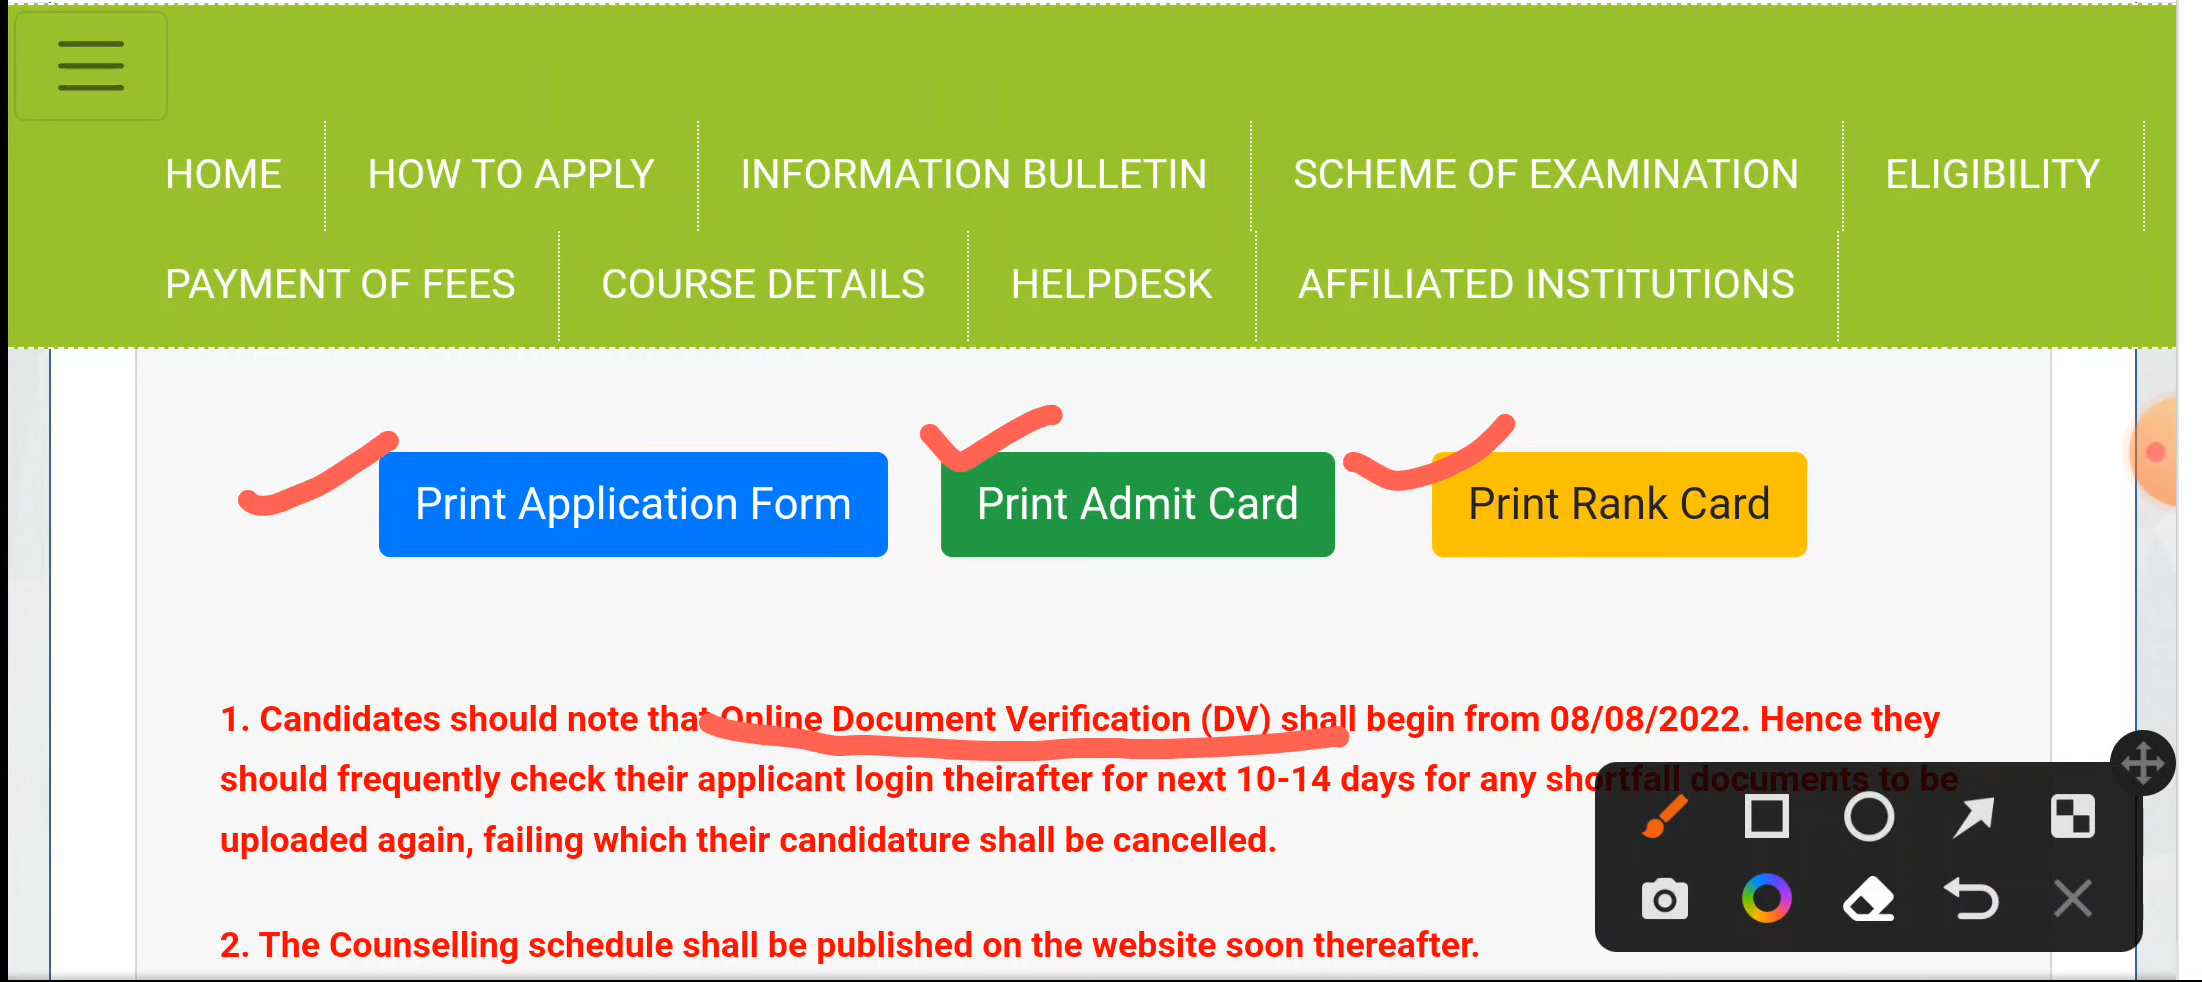 HOME HOW TO APPLY INFORMATION BULLETIN SCHEME OF EXAMINATION ELIGIBILITY
PAYMENT OF FEES COURSE DETAILS HELPDESK AFFILIATED INSTITUTIONS
Print Application Form Print Admit Card Print Rank Card
1. Candidates should note that Online Document Verification (DV) shall begin from 08/08/2022. Hence they
should frequently check their applicant login theirafter for next 10-14 days for any shortfall documents to be
uploaded again, failing which their candidature shall be cancelled.
2. The Counselling schedule shall be published on the website soon thereafter.